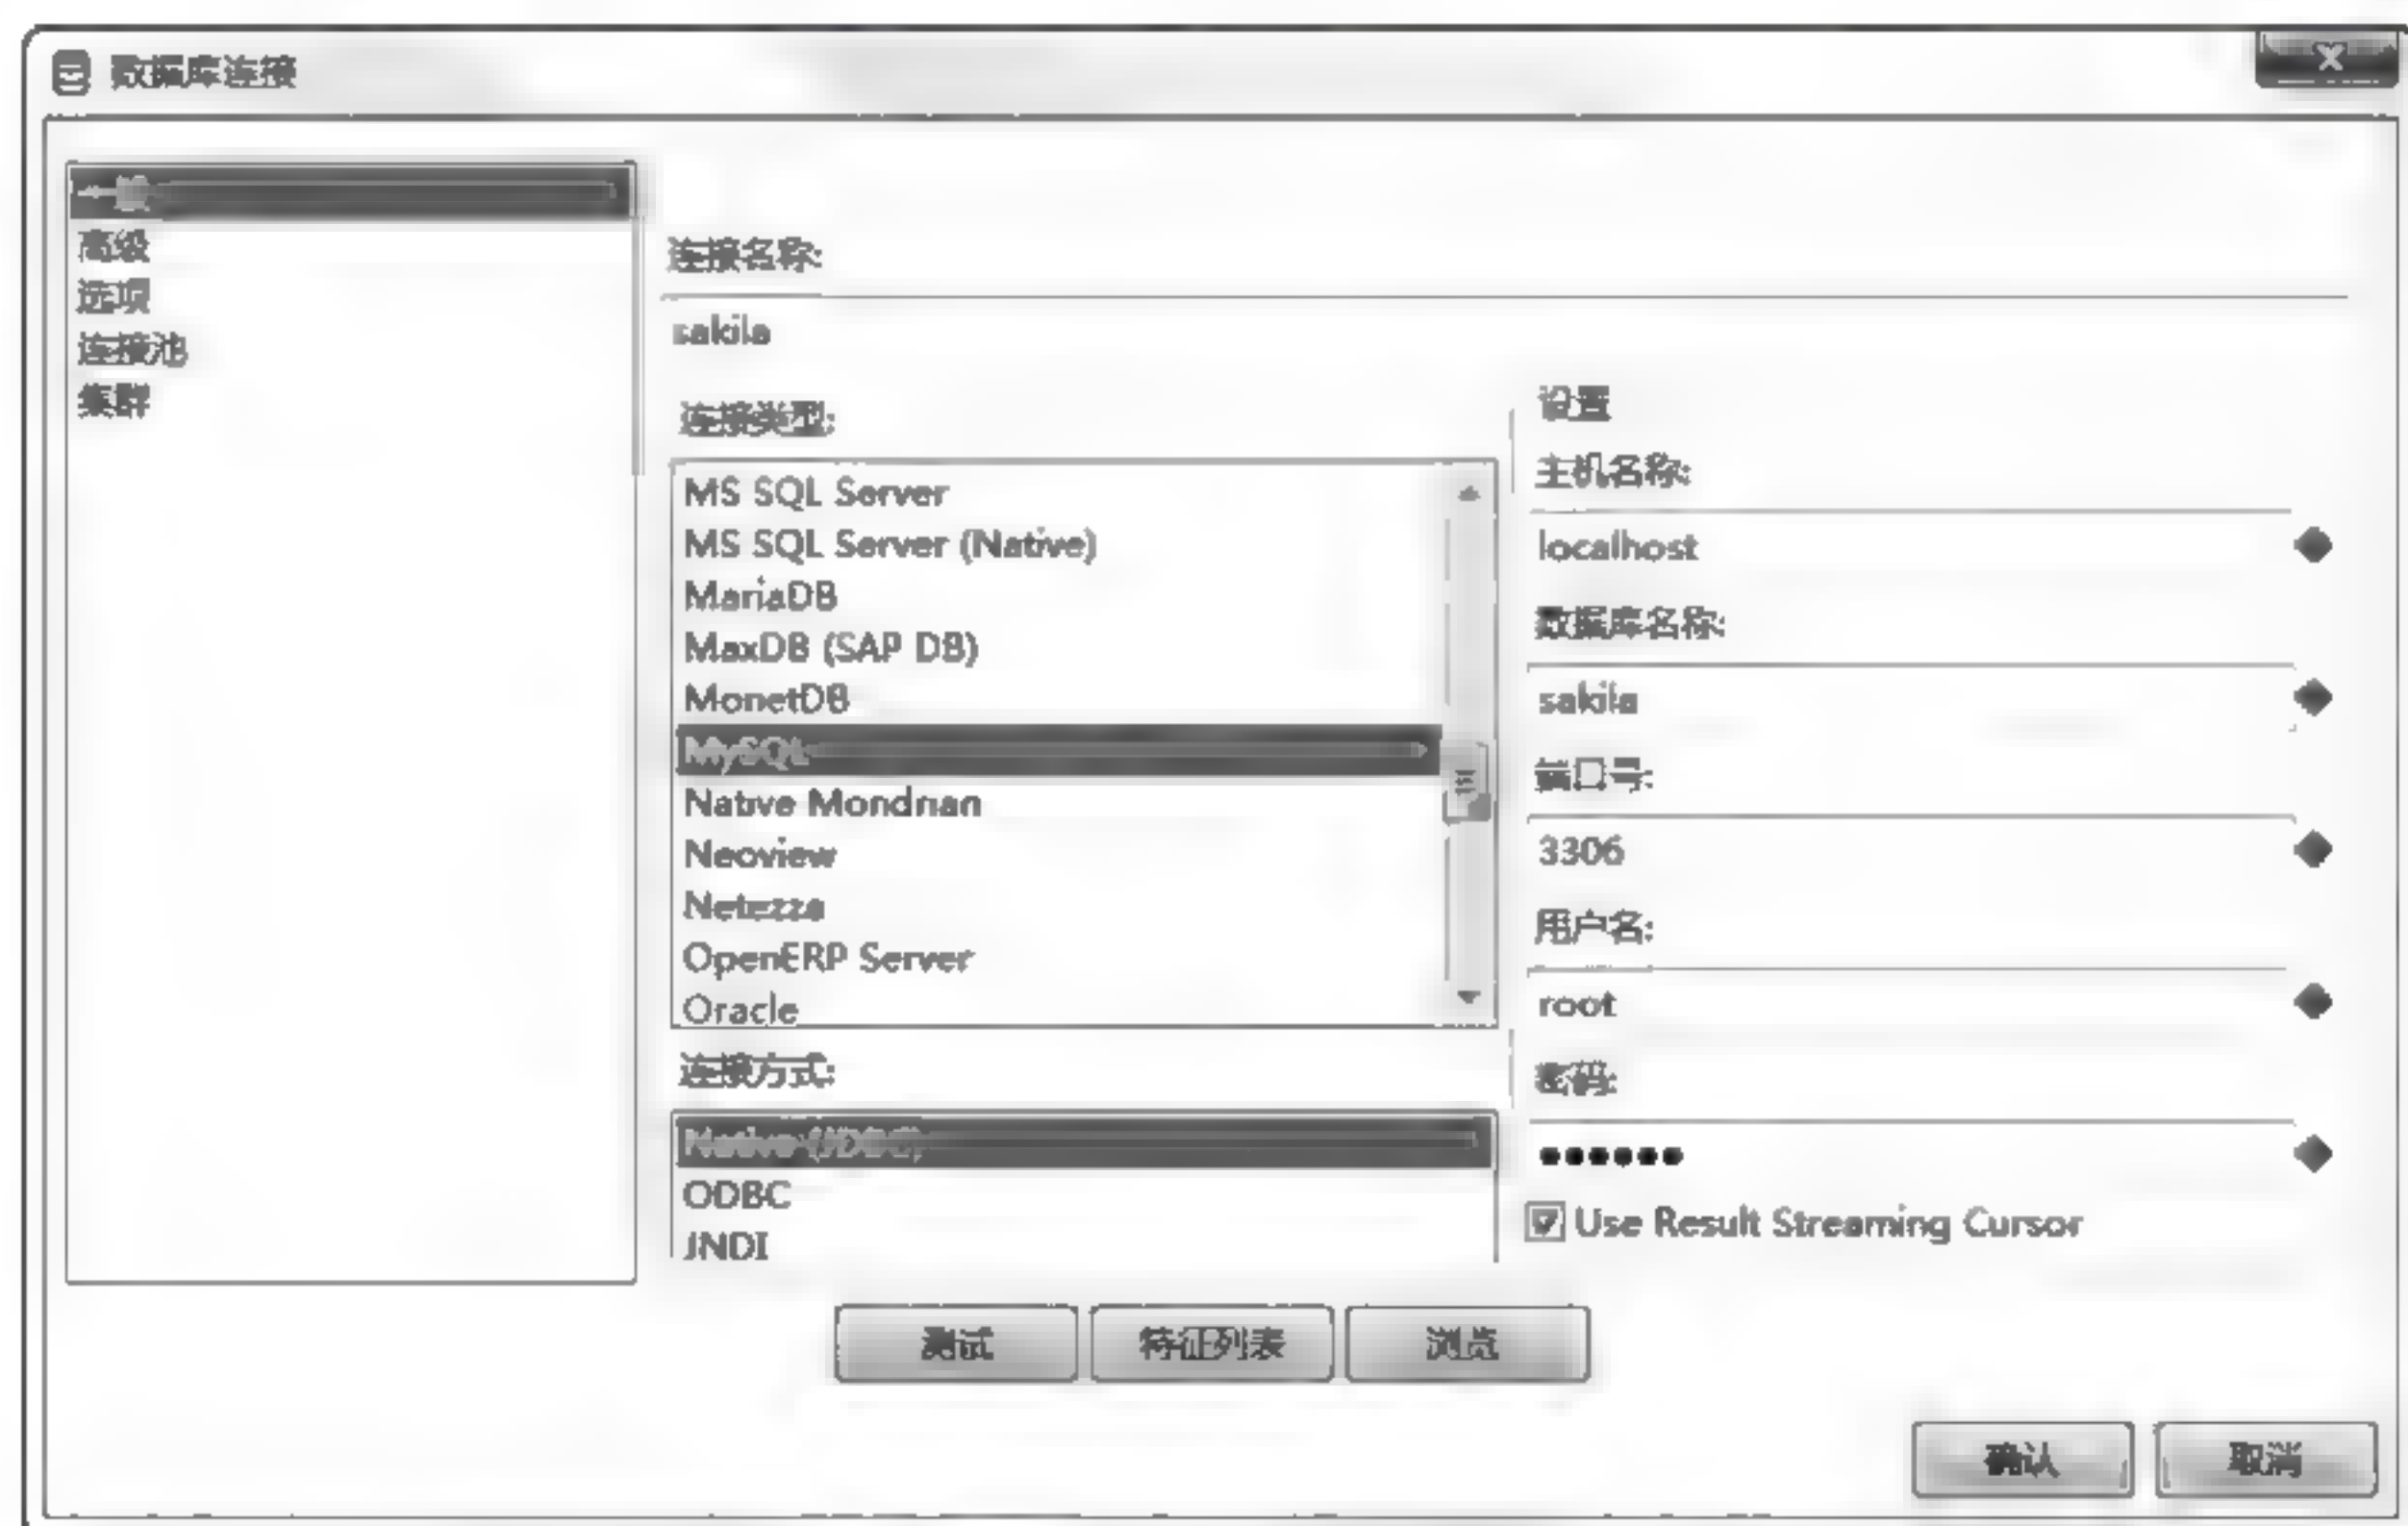 数据库连接
一般
高级
选项
连接池
集群
连接名称:
sakila
连接类型:
MS SQL Server
MS SQL Server (Native)
MariaDB
MaxDB (SAP DB)
MonetDB
MySQL
Native Mondrian
Neoview
Netezza
OpenERP Server
Oracle
连接方式:
Native (JDBC)
ODBC
JNDI
设置
主机名称:
localhost
数据库名称:
sakila
端口号:
3306
用户名:
root
密码:
●●●●●●
Use Result Streaming Cursor
测试
特征列表
浏览
确认
取消